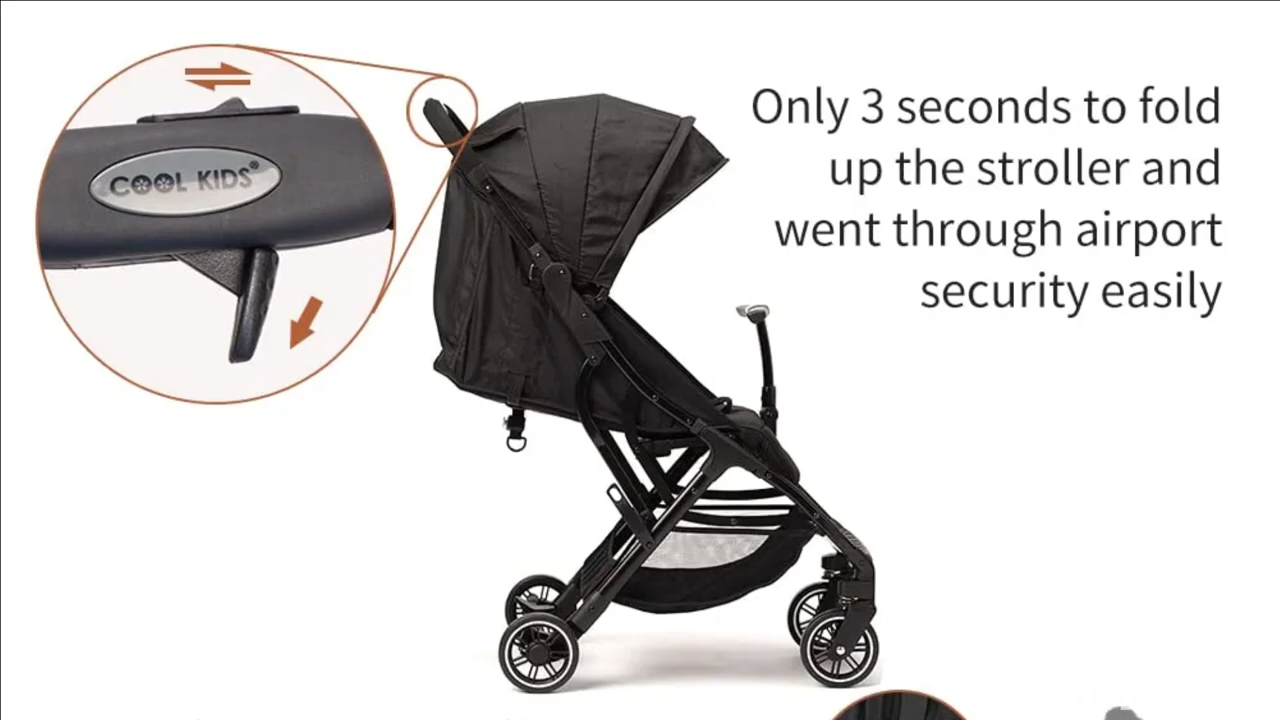 COOL KIDS®
Only 3 seconds to fold
up the stroller and
went through airport
security easily